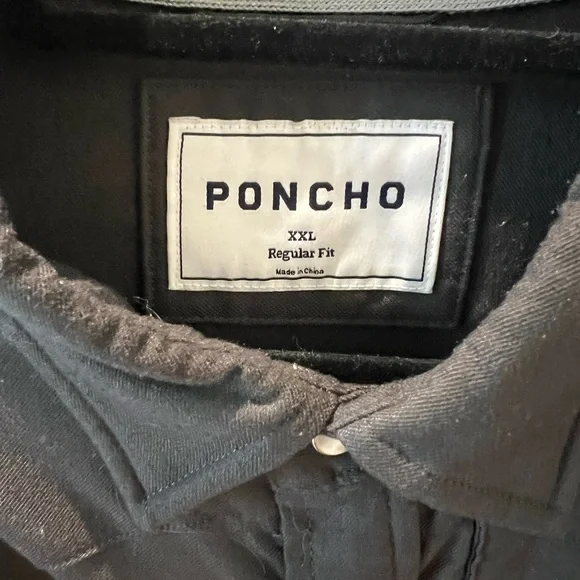 PONCHO
XXL
Regular Fit
Made in China